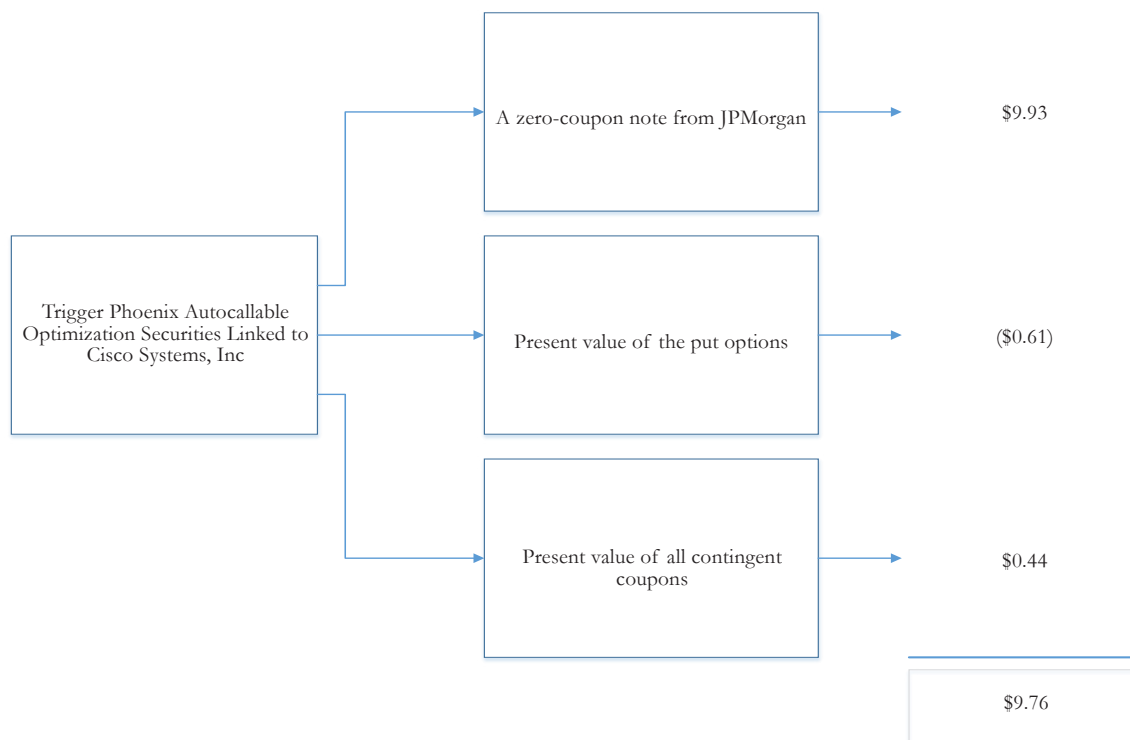 A zero-coupon note from JPMorgan
$9.93
Trigger Phoenix Autocallable
Optimization Securities Linked to
Cisco Systems, Inc
Present value of the put options
($0.61)
Present value of all contingent
coupons
$0.44
$9.76